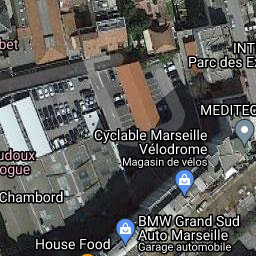 bet
INT
Parc des Ex
MEDITEC
Cyclable Marseille
Vélodrome
Magasin de vélos
udoux
ogue
Chambord
BMW Grand Sud
Auto Marseille
Garage automobile
House Food